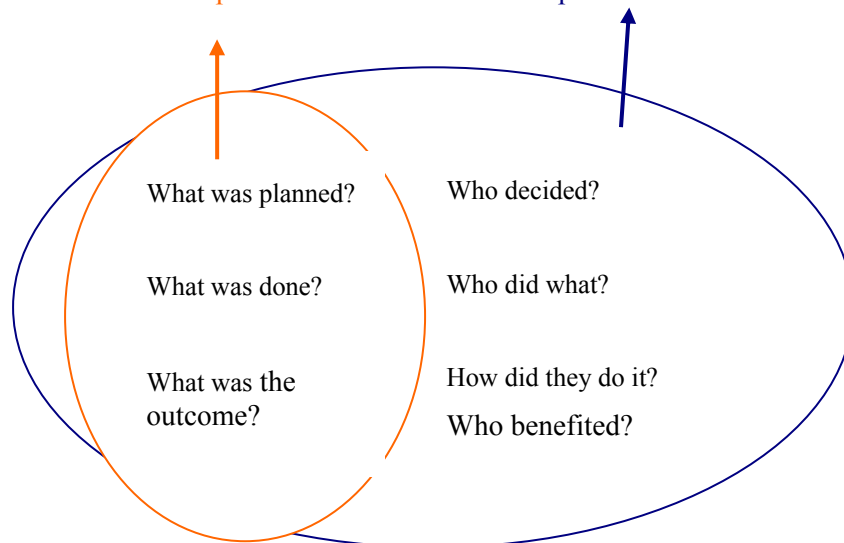 What was planned?
What was done?
What was the
outcome?
Who decided?
Who did what?
How did they do it?
Who benefited?